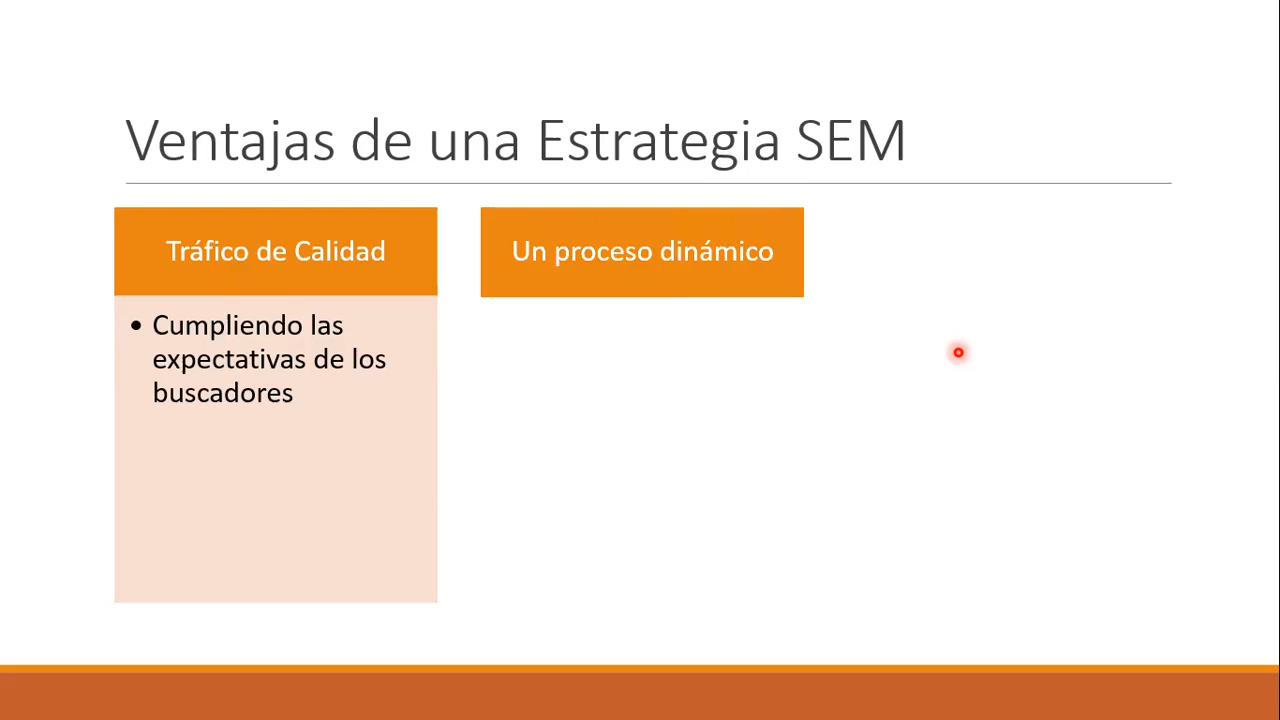 Ventajas de una Estrategia SEM
Tráfico de Calidad
• Cumpliendo las
expectativas de los
buscadores
Un proceso dinámico